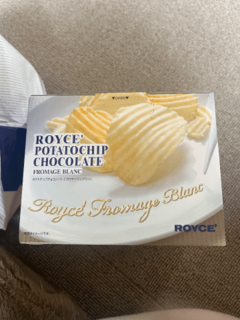 ROYCE'
POTATOCHIP
CHOCOLATE
FROMAGE BLANC
Royce' Fromage Blanc
ROYCE'